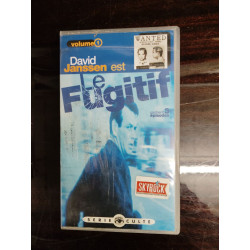 volume 1
WANTED
David
Janssen est
Le
Fugitif
SKYROCK
SERIE CULTE